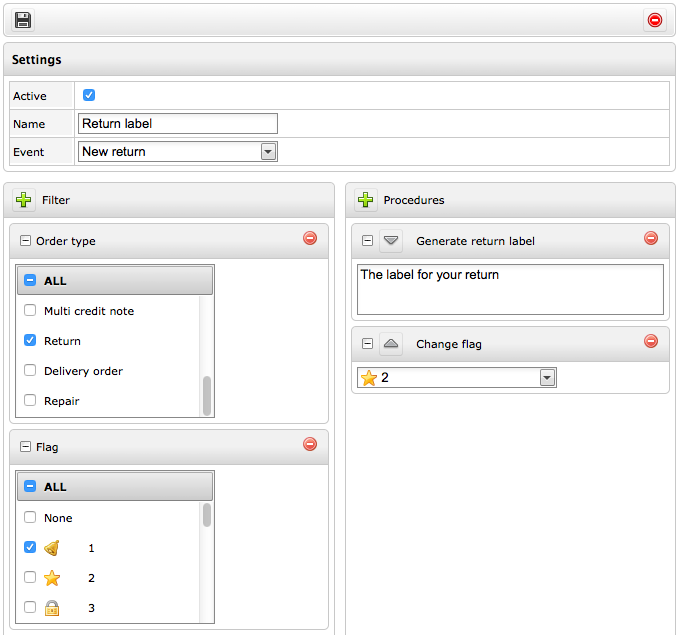 Settings
Active
Name Return label
Event New return
Filter
Order type
ALL
Multi credit note
Return
Delivery order
Repair
Flag
ALL
None
1
2
3
Procedures
Generate return label
The label for your return
Change flag
2